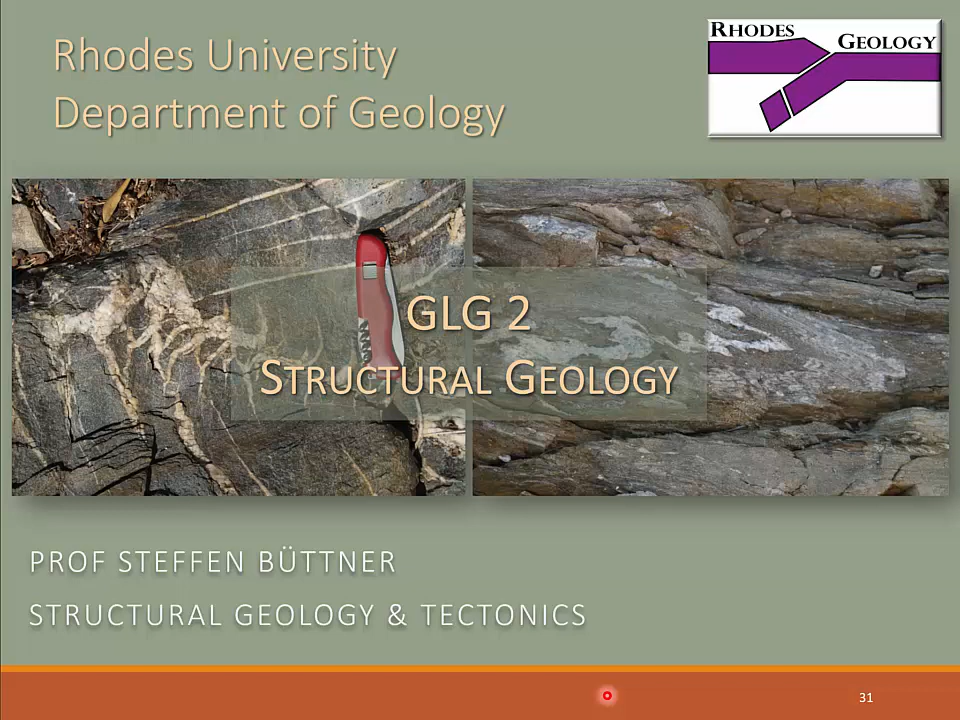 Rhodes University
Department of Geology
RHODES
GEOLOGY
GLG 2
STRUCTURAL GEOLOGY
PROF STEFFEN BÜTTNER
STRUCTURAL GEOLOGY & TECTONICS
31